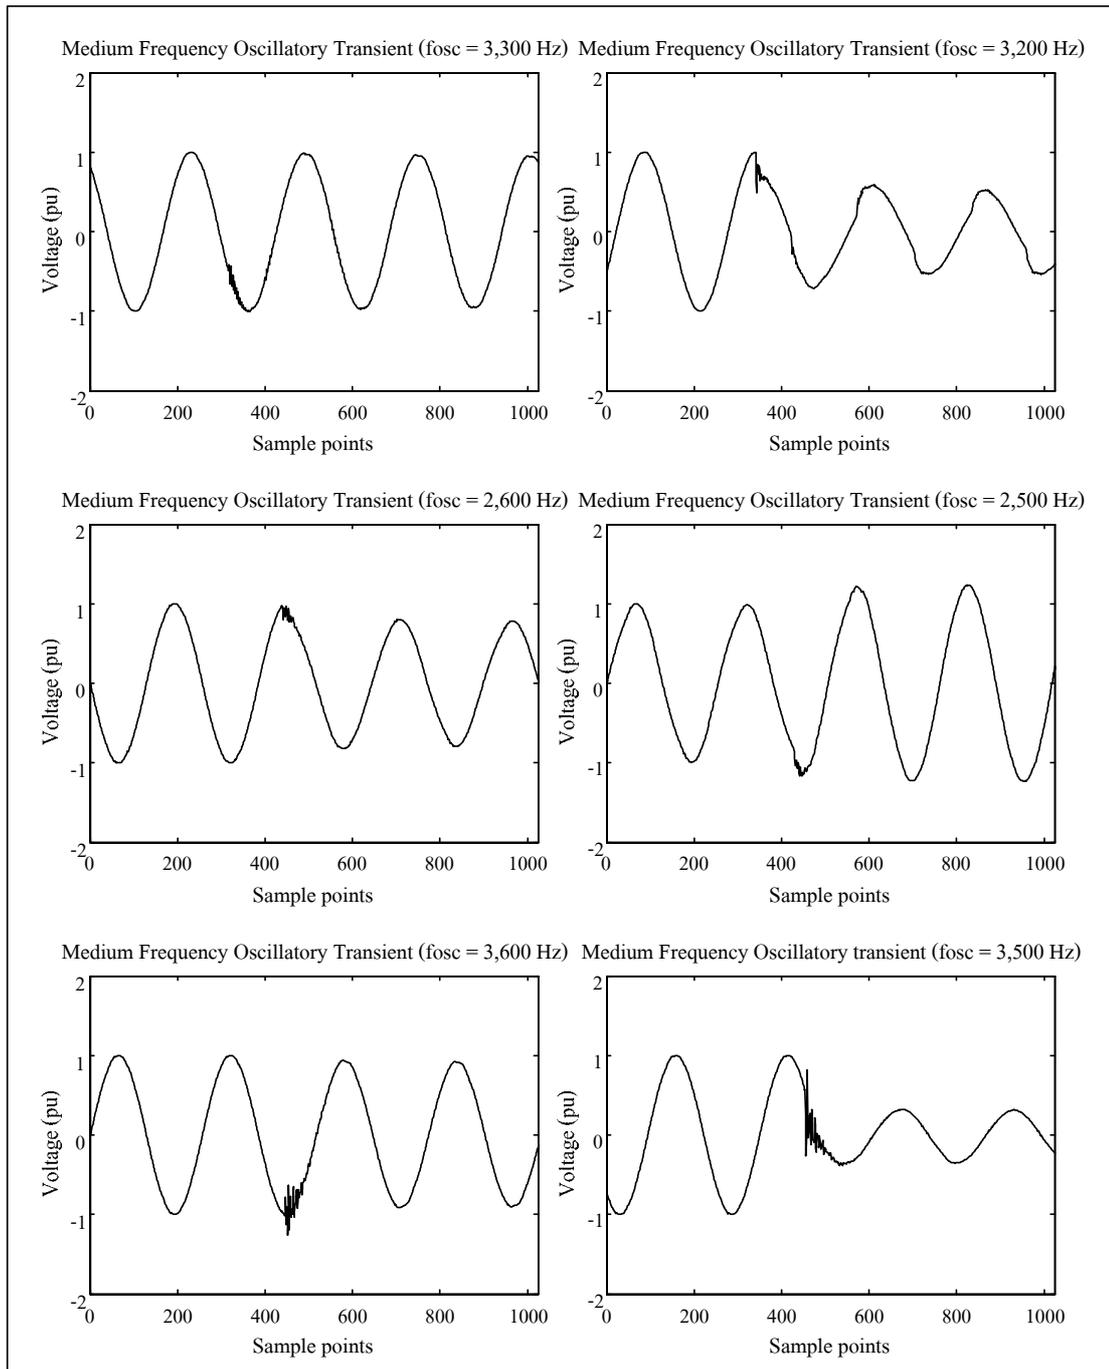 Medium Frequency Oscillatory Transient (fosc = 3,300 Hz)
2
1
0
-1
-2
Voltage (pu)
0 200 400 600 800 1000
Sample points
Medium Frequency Oscillatory Transient (fosc = 3,200 Hz)
2
1
0
-1
-2
Voltage (pu)
0 200 400 600 800 1000
Sample points
Medium Frequency Oscillatory Transient (fosc = 2,600 Hz)
2
1
0
-1
-2
Voltage (pu)
0 200 400 600 800 1000
Sample points
Medium Frequency Oscillatory Transient (fosc = 2,500 Hz)
2
1
0
-1
-2
Voltage (pu)
0 200 400 600 800 1000
Sample points
Medium Frequency Oscillatory Transient (fosc = 3,600 Hz)
2
1
0
-1
-2
Voltage (pu)
0 200 400 600 800 1000
Sample points
Medium Frequency Oscillatory transient (fosc = 3,500 Hz)
2
1
0
-1
-2
Voltage (pu)
0 200 400 600 800 1000
Sample points